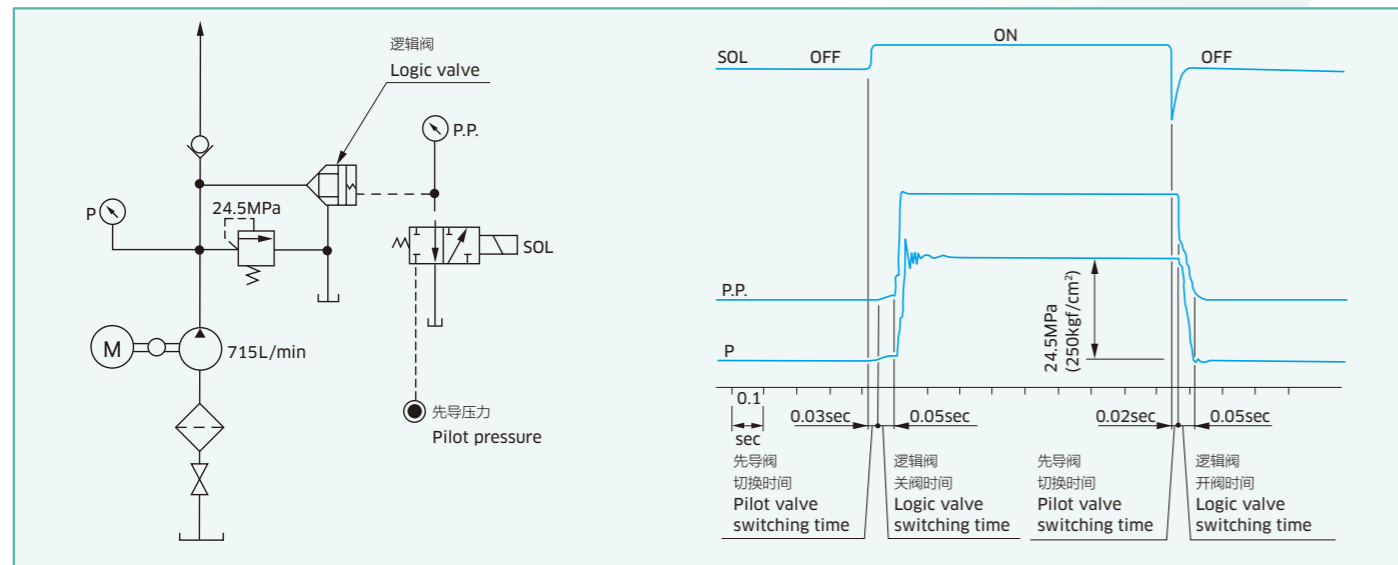 逻辑阀
Logic valve
P.P.
P
24.5MPa
SOL
M
715L/min
先导压力
Pilot pressure
SOL
OFF
ON
OFF
P.P.
P
24.5MPa
(250kgf/cm²)
0.1
sec
0.03sec
0.05sec
0.02sec
0.05sec
先导阀
切换时间
Pilot valve
switching time
逻辑阀
关阀时间
Logic valve
switching time
先导阀
切换时间
Pilot valve
switching time
逻辑阀
开阀时间
Logic valve
switching time